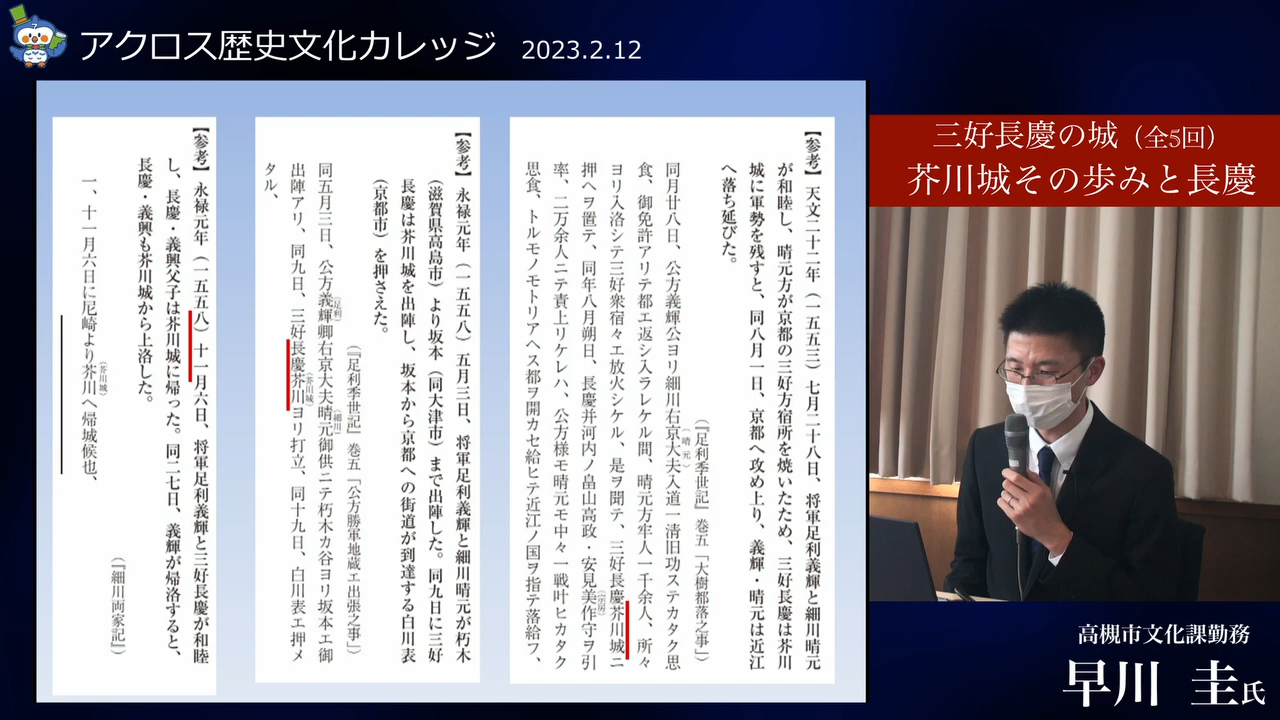 アクロス歴史文化カレッジ 2023.2.12
三好長慶の城（全5回）
芥川城その歩みと長慶
【参考】天文二十二年（一五五三）七月二十八日、将軍足利義輝と細川晴元
が和睦し、晴元方が京都の三好方宿所を焼いたため、三好長慶は芥川
城に軍勢を残すと、同八月一日、京都へ攻め上り、義輝・晴元は近江
へ落ち延びた。
（『足利季世記』巻五「大樹都落之事」）
同月廿八日、公方義輝公ヨリ細川右京大夫入道一清旧功ステカタク思
（晴元）
食、御免許アリテ都エ返シ入ラレケル間、晴元方牢人一千余人、所々
ヨリ入洛シテ三好衆宿々エ放火シケル、是ヲ聞テ、三好長慶芥川城ニ
押ヘヲ置テ、同年八月朔日、長慶并河内ノ畠山高政・安見美作守ヲ引
率、二万余人ニテ責上リケレハ、公方様モ晴元モ中々一戦叶ヒカタク
思食、トルモノモトリアヘス都ヲ開カセ給ヒテ近江ノ国ヲ指テ落給フ、
【参考】永禄元年（一五五八）五月三日、将軍足利義輝と細川晴元が朽木
（滋賀県高島市）より坂本（同大津市）まで出陣した。同九日に三好
長慶は芥川城を出陣し、坂本から京都への街道が到達する白川表
（京都市）を押さえた。
（『足利季世記』巻五「公方勝軍地蔵エ出張之事」）
同五月三日、公方義輝卿右京大夫晴元御供ニテ朽木カ谷ヨリ坂本エ御
（足利）
（細川）
出陣アリ、同九日、三好長慶芥川ヨリ打立、同十九日、白川表エ押メ
（芥川城）
タル、
【参考】永禄元年（一五五八）十一月六日、将軍足利義輝と三好長慶が和睦
し、長慶・義興父子は芥川城に帰った。同二七日、義輝が帰洛すると、
長慶・義興も芥川城から上洛した。
（『細川両家記』）
一、十一月六日に尼崎より芥川へ帰城候也、
（芥川城）
高槻市文化課勤務
早川 圭氏